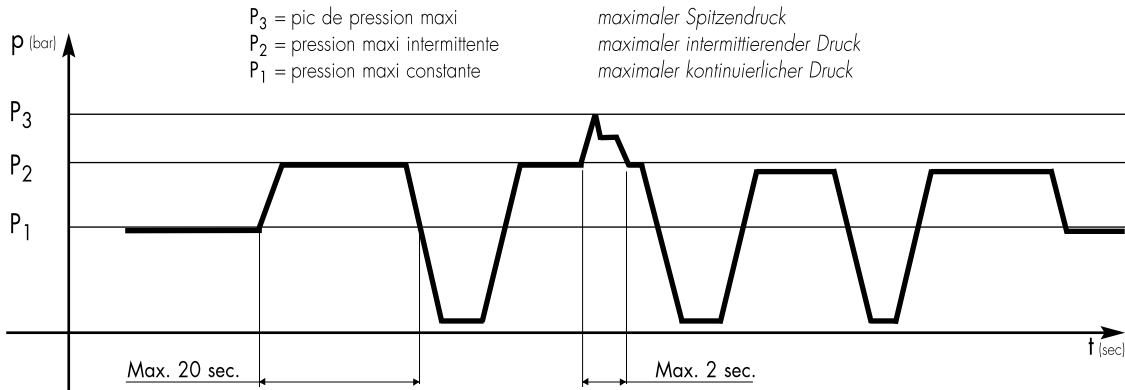 P3 = pic de pression maxi maximaler Spitzendruck
p (bar) P2 = pression maxi intermittente maximaler intermittierender Druck
P1 = pression maxi constante maximaler kontinuierlicher Druck
P3
P2
P1
t (sec)
Max. 20 sec. Max. 2 sec.